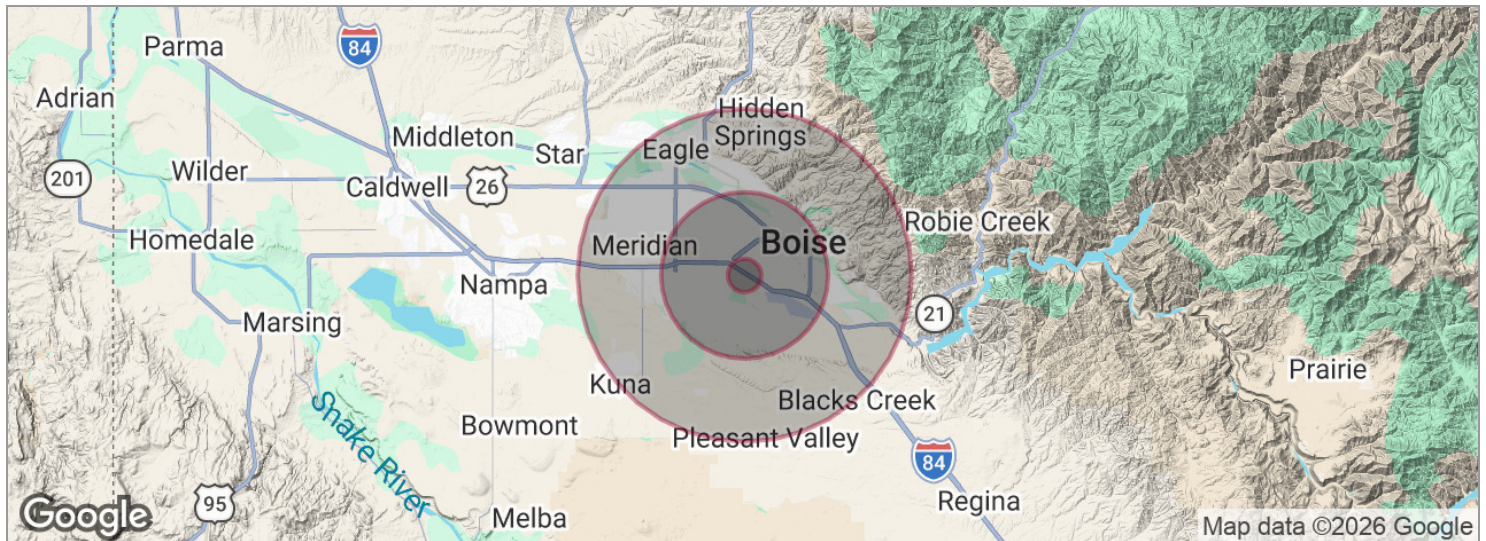 Parma
84
Adrian
Hidden
Springs
Middleton
Star
Eagle
201
Wilder
Caldwell
26
Robie Creek
Homedale
Meridian
Boise
Nampa
Marsing
21
Prairie
Kuna
Blacks Creek
Snake River
Bowmont
Pleasant Valley
84
95
Regina
Melba
Google
Map data ©2026 Google